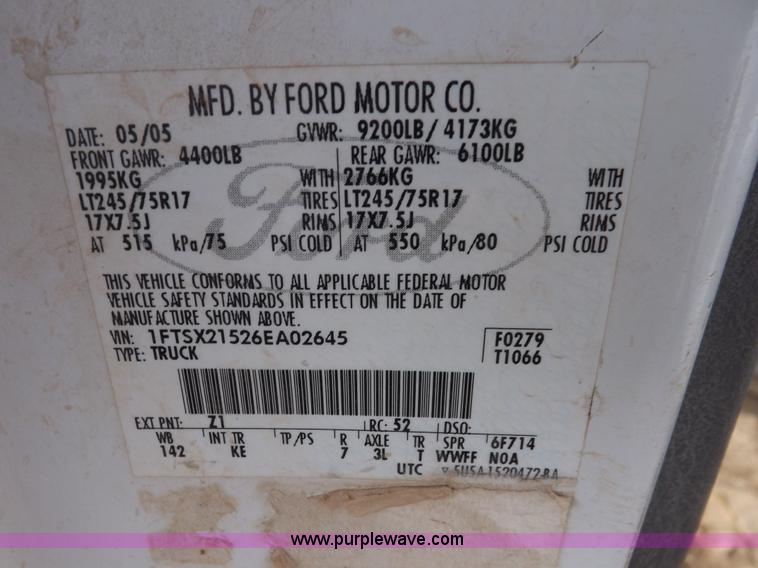 MFD. BY FORD MOTOR CO.
DATE: 05/05 GVWR: 9200LB/ 4173KG
FRONT GAWR: 4400LB REAR GAWR: 6100LB
1995KG WITH 2766KG WITH
LT245/75R17 TIRES LT245/75R17 TIRES
17X7.5J RIMS 17X7.5J RIMS
AT 515 kPa/75 PSI COLD AT 550 kPa/80 PSI COLD
Ford
THIS VEHICLE CONFORMS TO ALL APPLICABLE FEDERAL MOTOR
VEHICLE SAFETY STANDARDS IN EFFECT ON THE DATE OF
MANUFACTURE SHOWN ABOVE.
VIN: 1FTSX21526EA02645 F0279
TYPE: TRUCK T1066
EXT PNT: Z1 RC: 52 DSO:
WB INT TR TP/PS R AXLE TR SPR 6F714
142 KE 7 3L T WWFF NOA
UTC 5U5A-1520472-BA
www.purplewave.com